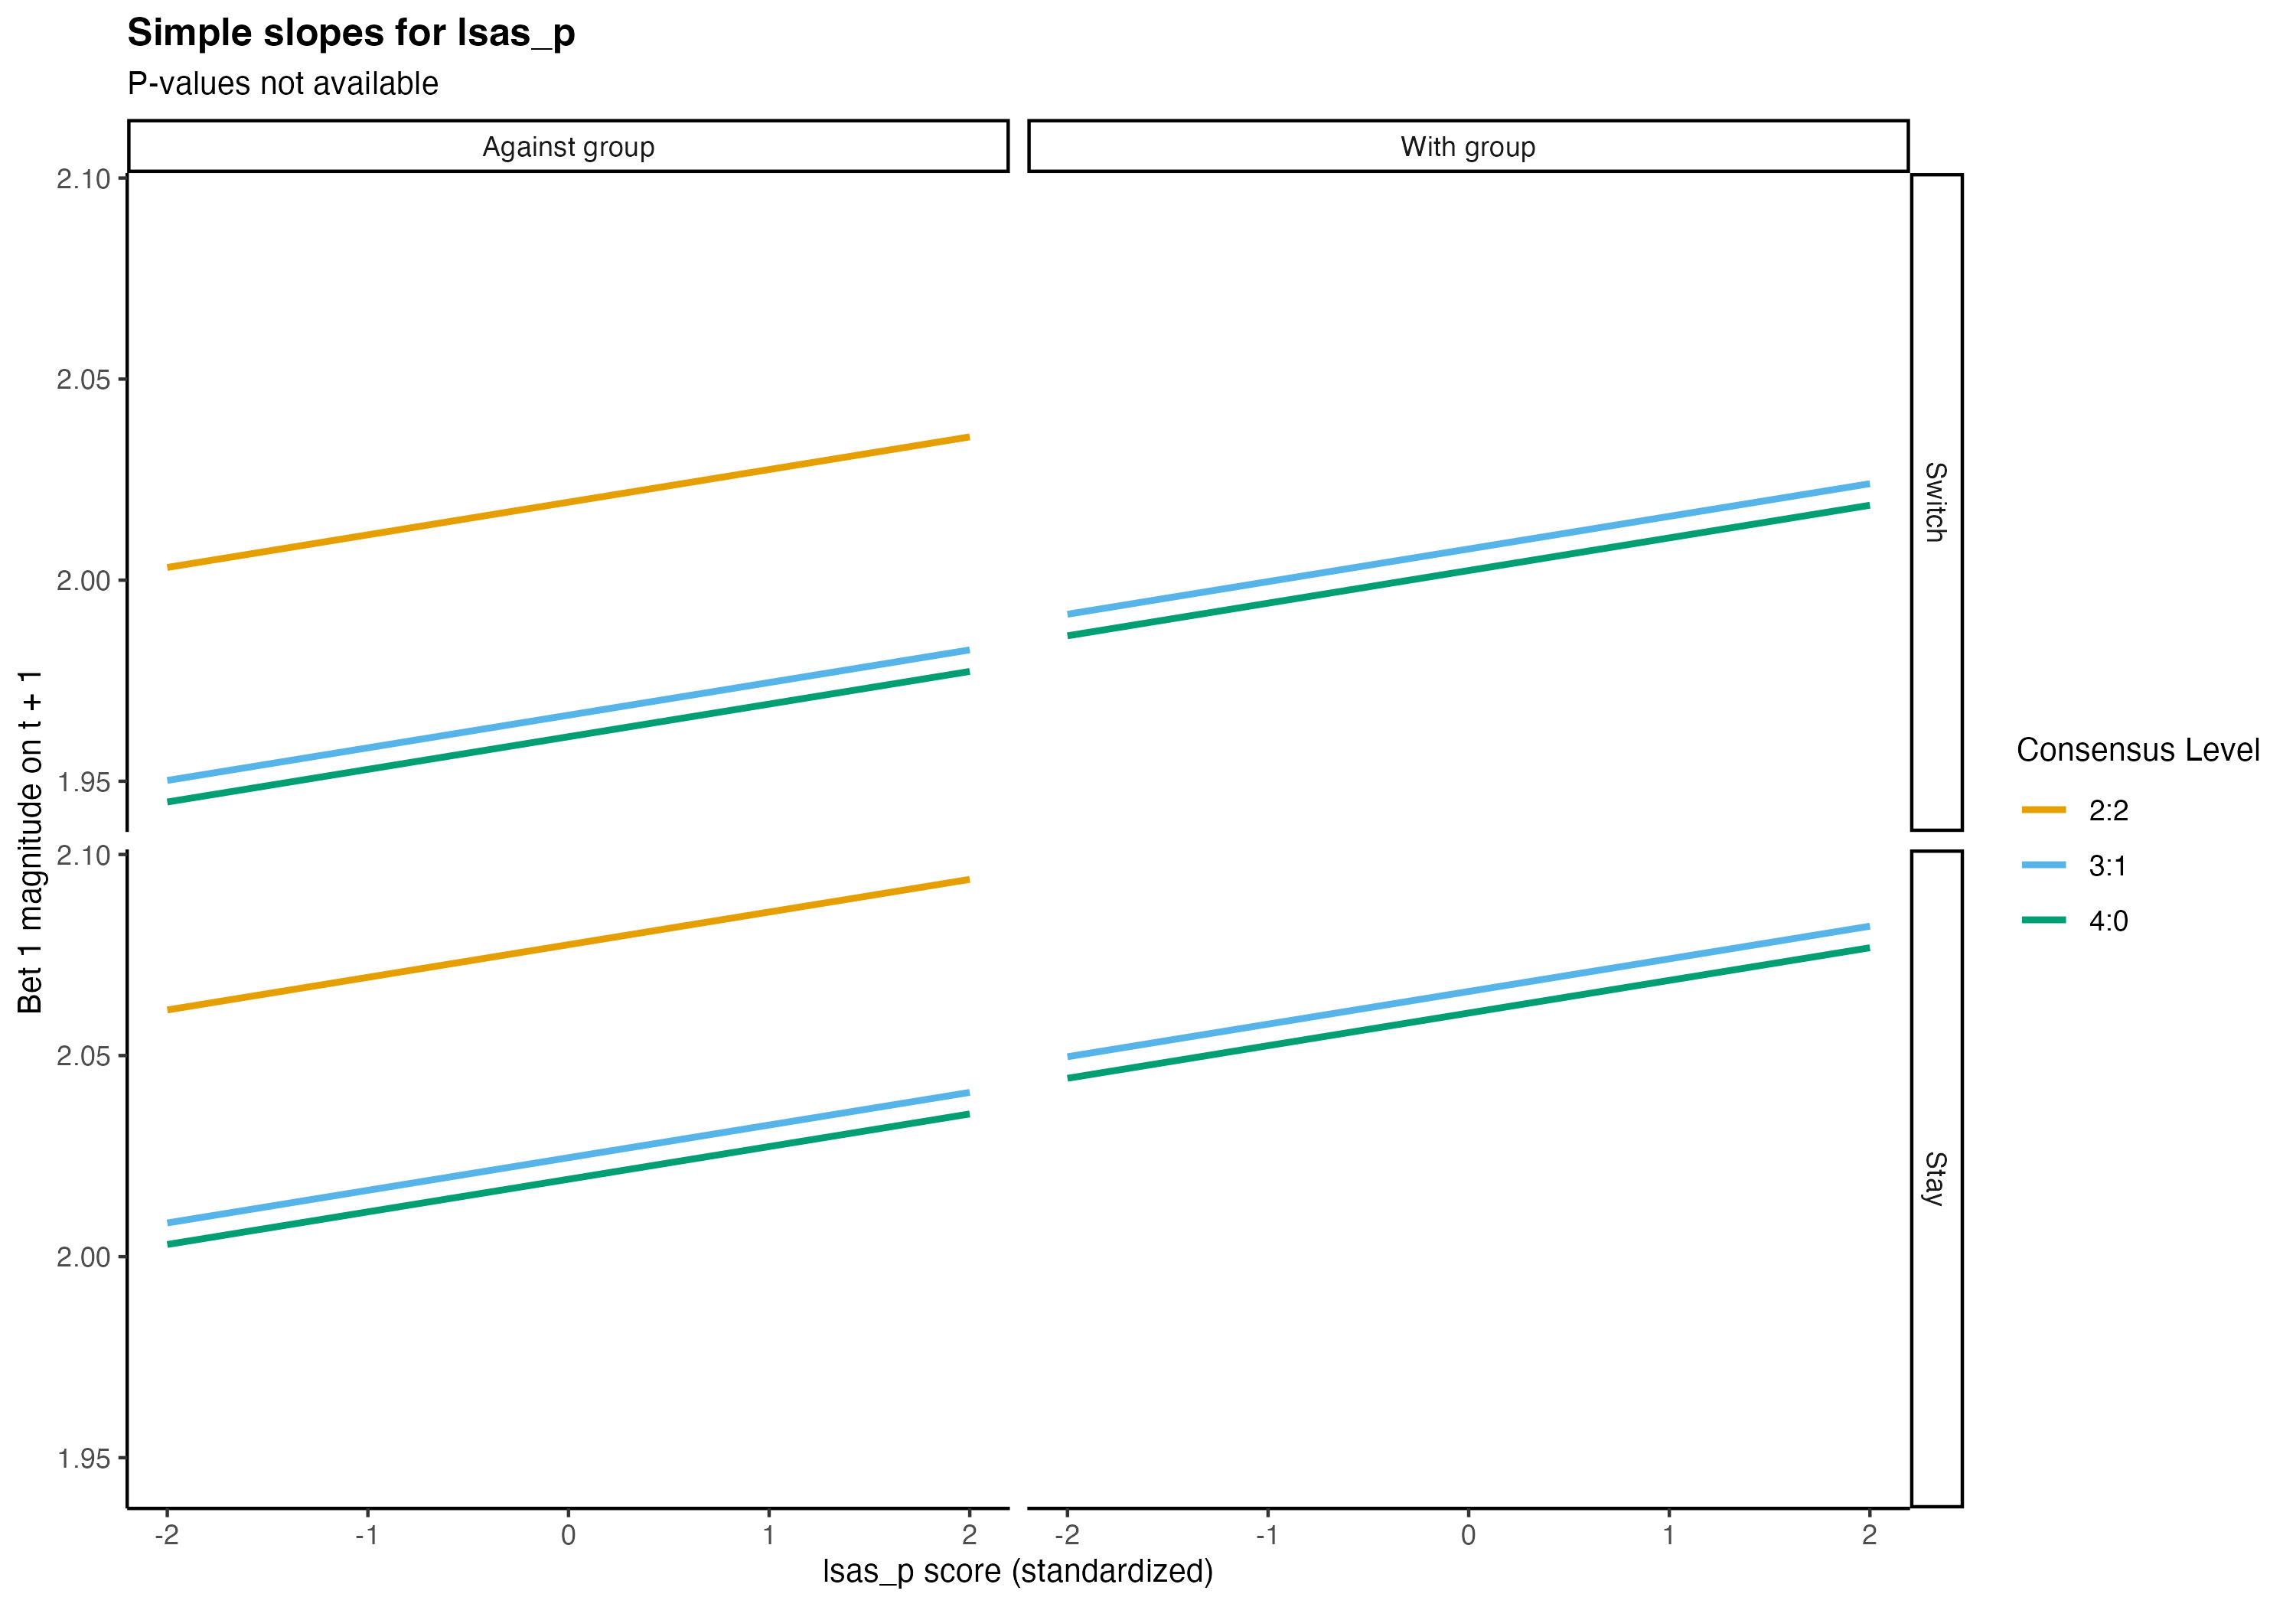 Simple slopes for lsas_p
P-values not available
Against group
With group
2.10
2.05
2.00
1.95
Switch
2.10
2.05
2.00
1.95
Stay
Bet 1 magnitude on t + 1
-2 -1 0 1 2
-2 -1 0 1 2
lsas_p score (standardized)
Consensus Level
2:2
3:1
4:0